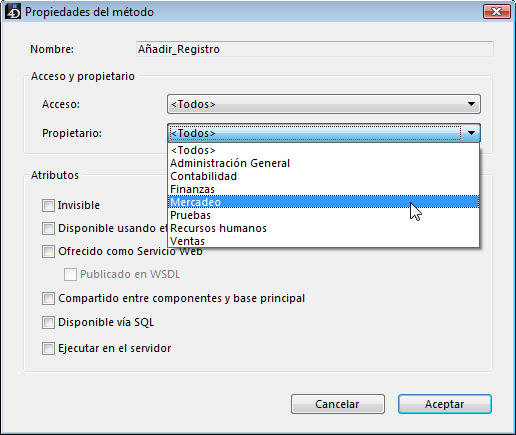 4D Propiedades del método
Nombre: Añadir_Registro
Acceso y propietario
Acceso: <Todos>
Propietario: <Todos>
<Todos>
Administración General
Contabilidad
Finanzas
Mercadeo
Pruebas
Recursos humanos
Ventas
Atributos
Invisible
Disponible usando et
Ofrecido como Servicio Web
Publicado en WSDL
Compartido entre componentes y base principal
Disponible vía SQL
Ejecutar en el servidor
Cancelar Aceptar